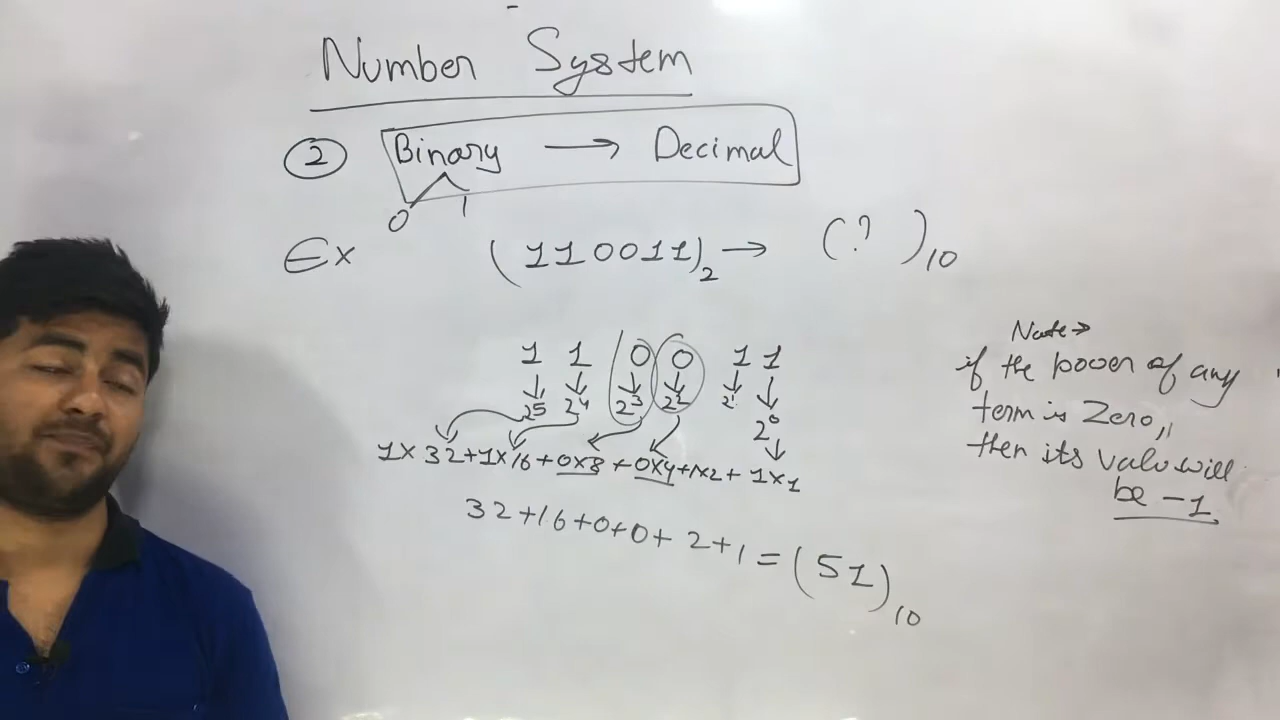 Number System
2 Binary → Decimal
0 1
Ex (110011)₂ → (?)₁₀
1 1 0 0 1 1
2⁵ 2⁴ 2³ 2² 2¹
2⁰
1×32+1×16+0×8+0×4+1×2+1×1
32+16+0+0+2+1=(51)₁₀
Note→
if the power of any
term is Zero,,
then its value will
be -1